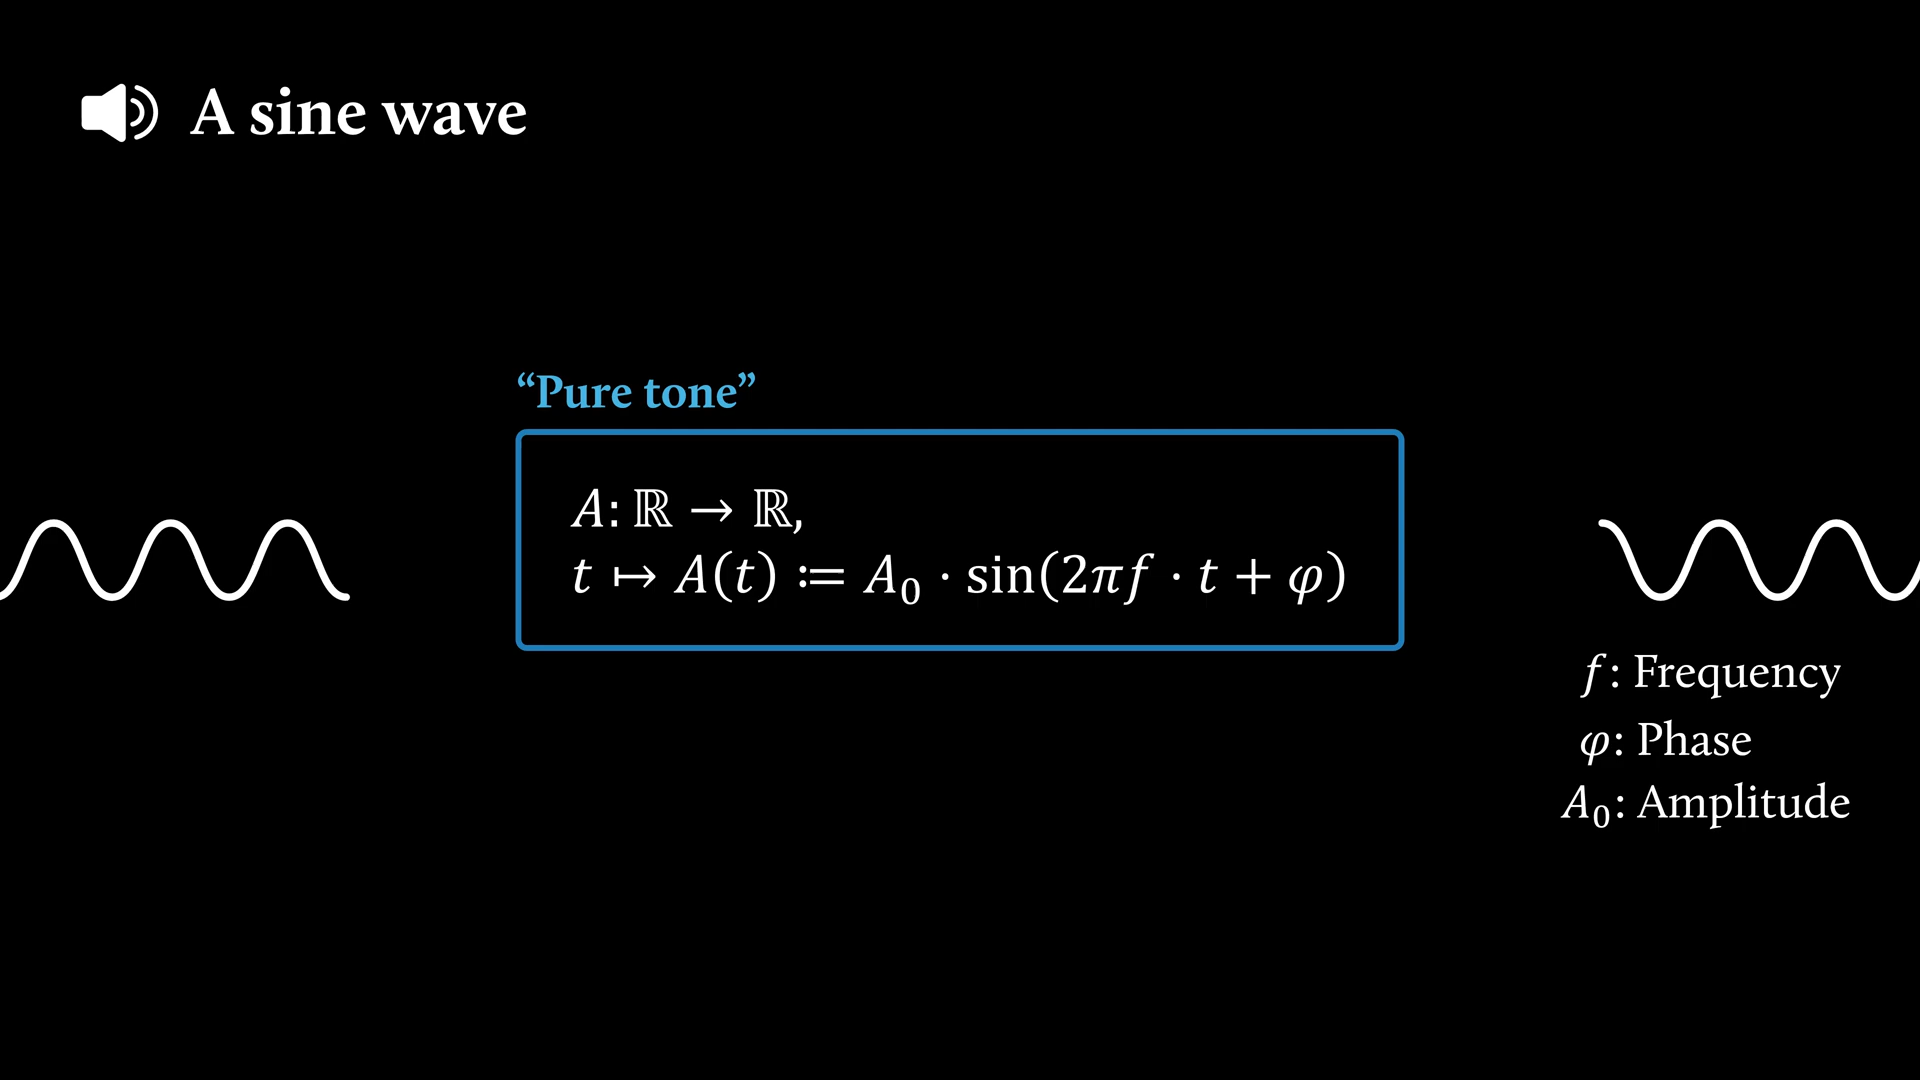 A sine wave
“Pure tone”
A: ℝ → ℝ,
t ↦ A(t) ≔ A₀ · sin(2πf · t + φ)
f: Frequency
φ: Phase
A₀: Amplitude